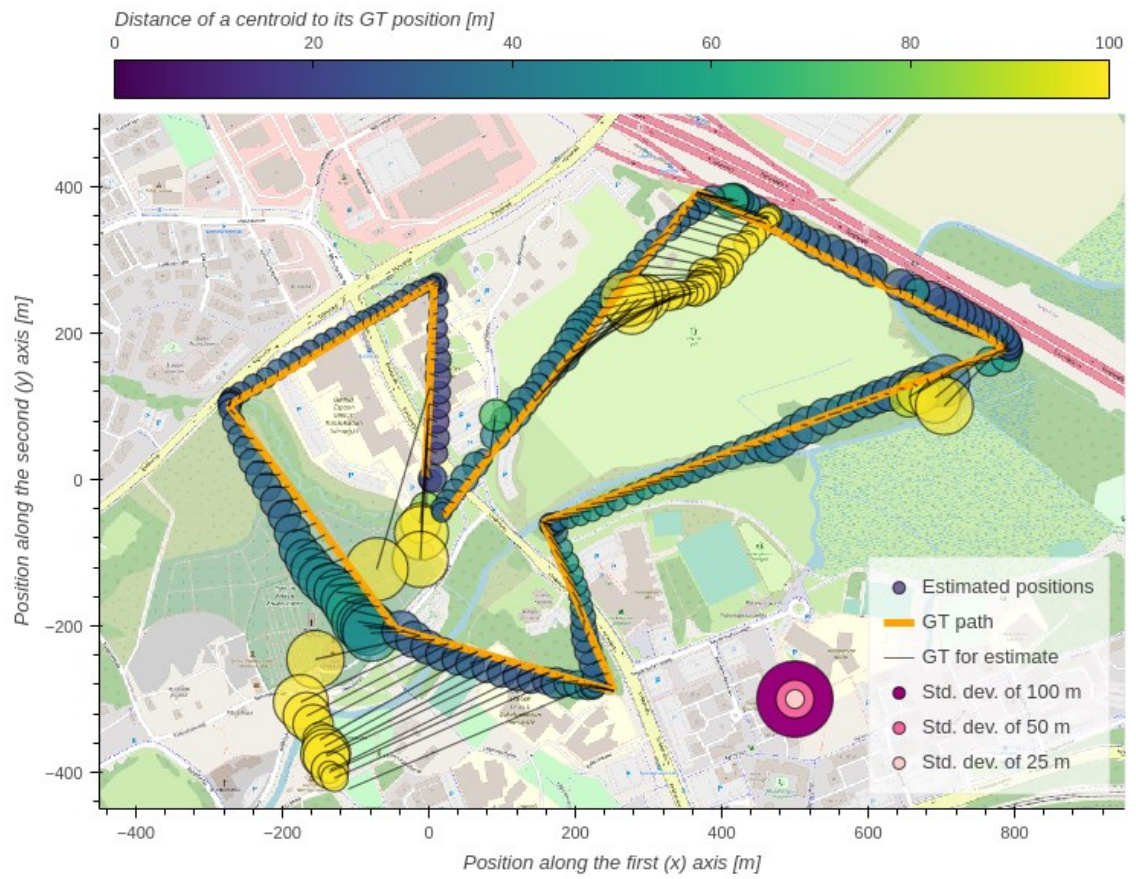 Distance of a centroid to its GT position [m]
0 20 40 60 80 100
400
200
0
−200
−400
Position along the second (y) axis [m]
Estimated positions
GT path
GT for estimate
Std. dev. of 100 m
Std. dev. of 50 m
Std. dev. of 25 m
−400 −200 0 200 400 600 800
Position along the first (x) axis [m]